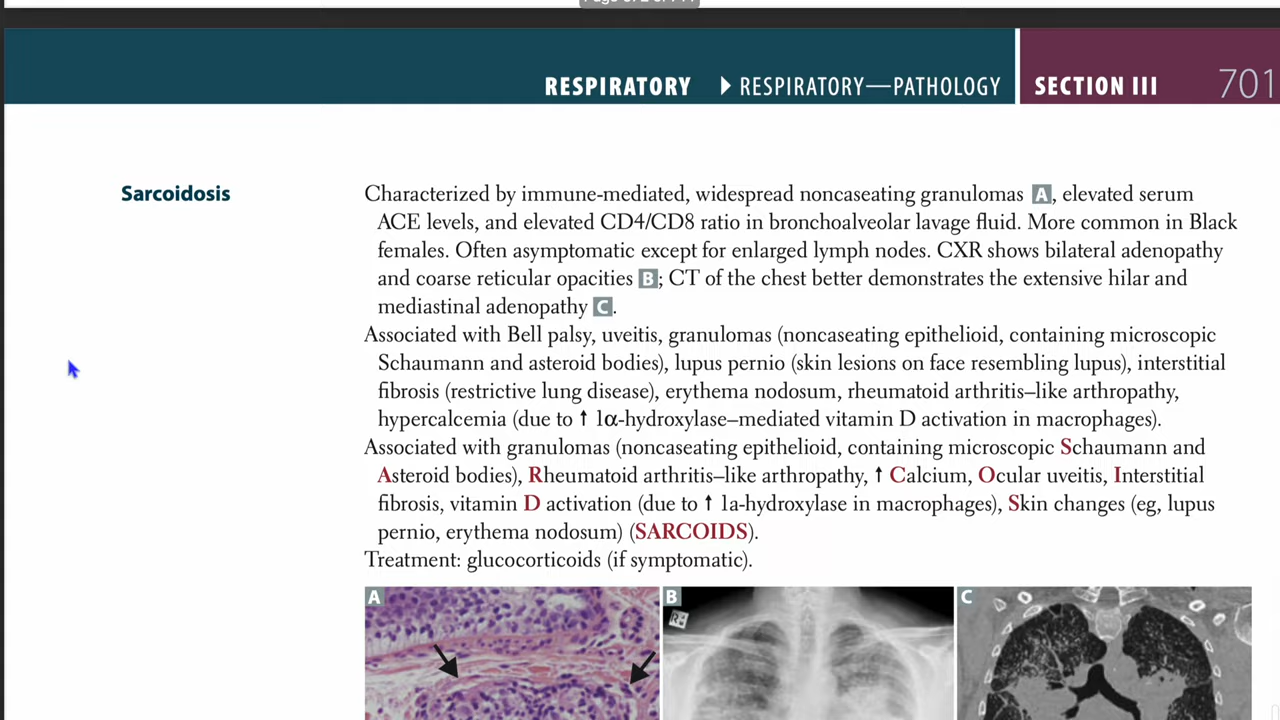 RESPIRATORY ▶ RESPIRATORY—PATHOLOGY SECTION III 701
Sarcoidosis
Characterized by immune-mediated, widespread noncaseating granulomas A, elevated serum
ACE levels, and elevated CD4/CD8 ratio in bronchoalveolar lavage fluid. More common in Black
females. Often asymptomatic except for enlarged lymph nodes. CXR shows bilateral adenopathy
and coarse reticular opacities B; CT of the chest better demonstrates the extensive hilar and
mediastinal adenopathy C.
Associated with Bell palsy, uveitis, granulomas (noncaseating epithelioid, containing microscopic
Schaumann and asteroid bodies), lupus pernio (skin lesions on face resembling lupus), interstitial
fibrosis (restrictive lung disease), erythema nodosum, rheumatoid arthritis–like arthropathy,
hypercalcemia (due to ↑ 1α-hydroxylase–mediated vitamin D activation in macrophages).
Associated with granulomas (noncaseating epithelioid, containing microscopic Schaumann and
Asteroid bodies), Rheumatoid arthritis–like arthropathy, ↑ Calcium, Ocular uveitis, Interstitial
fibrosis, vitamin D activation (due to ↑ 1a-hydroxylase in macrophages), Skin changes (eg, lupus
pernio, erythema nodosum) (SARCOIDS).
Treatment: glucocorticoids (if symptomatic).
A B C